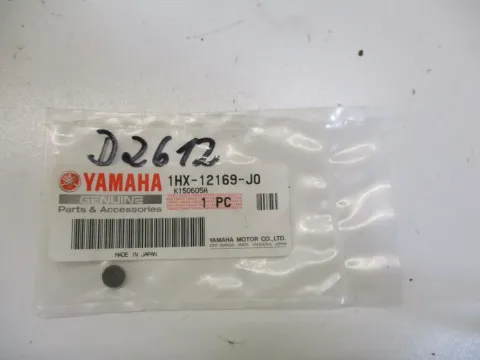 D2612
YAMAHA 1HX-12169-J0
K150605A
GENUINE 1 PC
Parts & Accessories
YAMAHA MOTOR CO.,LTD.
MADE IN JAPAN